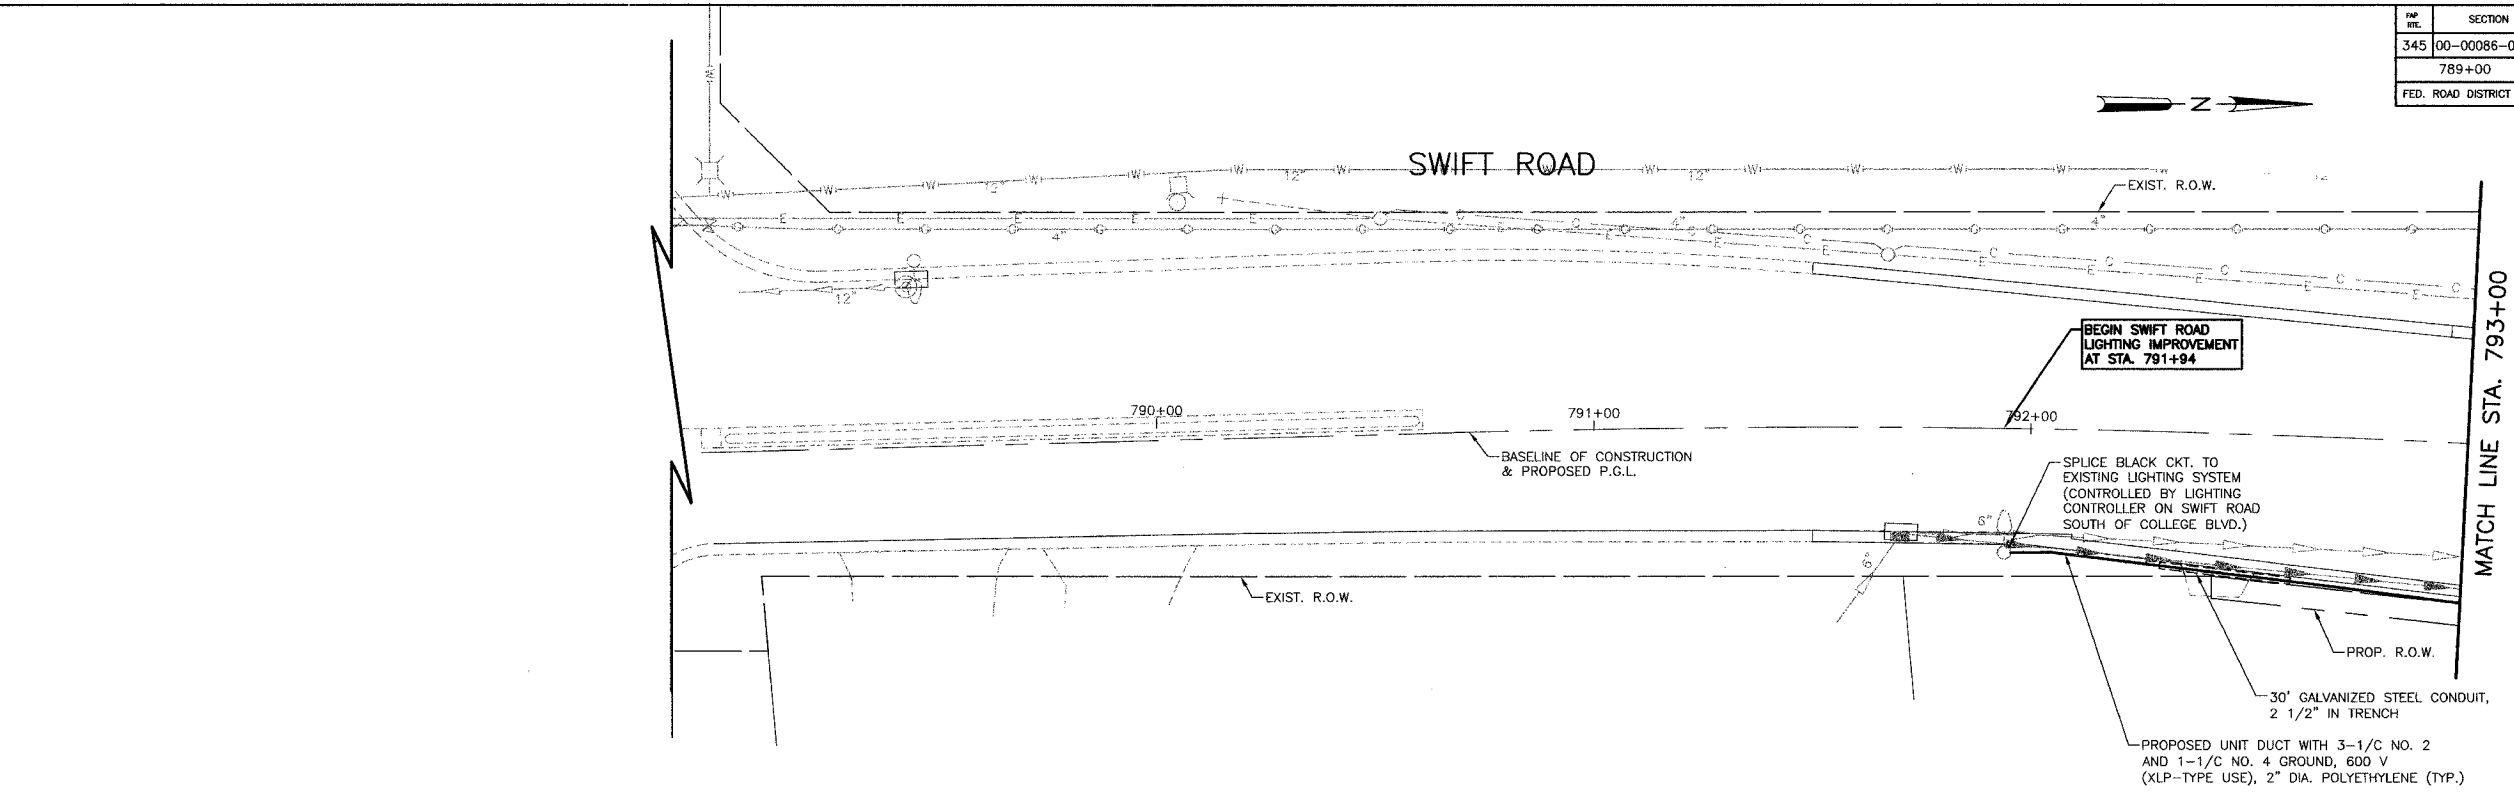 FAP RTE. SECTION
345 00-00086-0
789+00
FED. ROAD DISTRICT
N
SWIFT ROAD
W
W W W W W W W W W W W W W
12" 12" 12" 12
EXIST. R.O.W.
E E E E E E E E E E E E
G G G G G G G G G G G G G G G G
4" 4" 4"
C C C C C C C
12"
BEGIN SWIFT ROAD
LIGHTING IMPROVEMENT
AT STA. 791+94
MATCH LINE STA. 793+00
790+00 791+00 792+00
BASELINE OF CONSTRUCTION
& PROPOSED P.G.L.
SPLICE BLACK CKT. TO
EXISTING LIGHTING SYSTEM
(CONTROLLED BY LIGHTING
CONTROLLER ON SWIFT ROAD
SOUTH OF COLLEGE BLVD.)
6"
6"
EXIST. R.O.W.
PROP. R.O.W.
30' GALVANIZED STEEL CONDUIT,
2 1/2" IN TRENCH
PROPOSED UNIT DUCT WITH 3-1/C NO. 2
AND 1-1/C NO. 4 GROUND, 600 V
(XLP-TYPE USE), 2" DIA. POLYETHYLENE (TYP.)